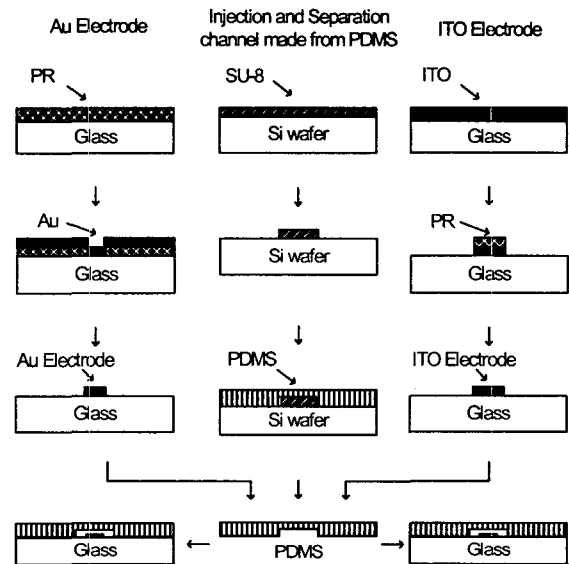 Au Electrode
Injection and Separation
channel made from PDMS
ITO Electrode
PR
SU-8
ITO
Glass
Si wafer
Glass
Au
PR
Glass
Si wafer
Glass
Au Electrode
PDMS
ITO Electrode
Glass
Si wafer
Glass
Glass
PDMS
Glass